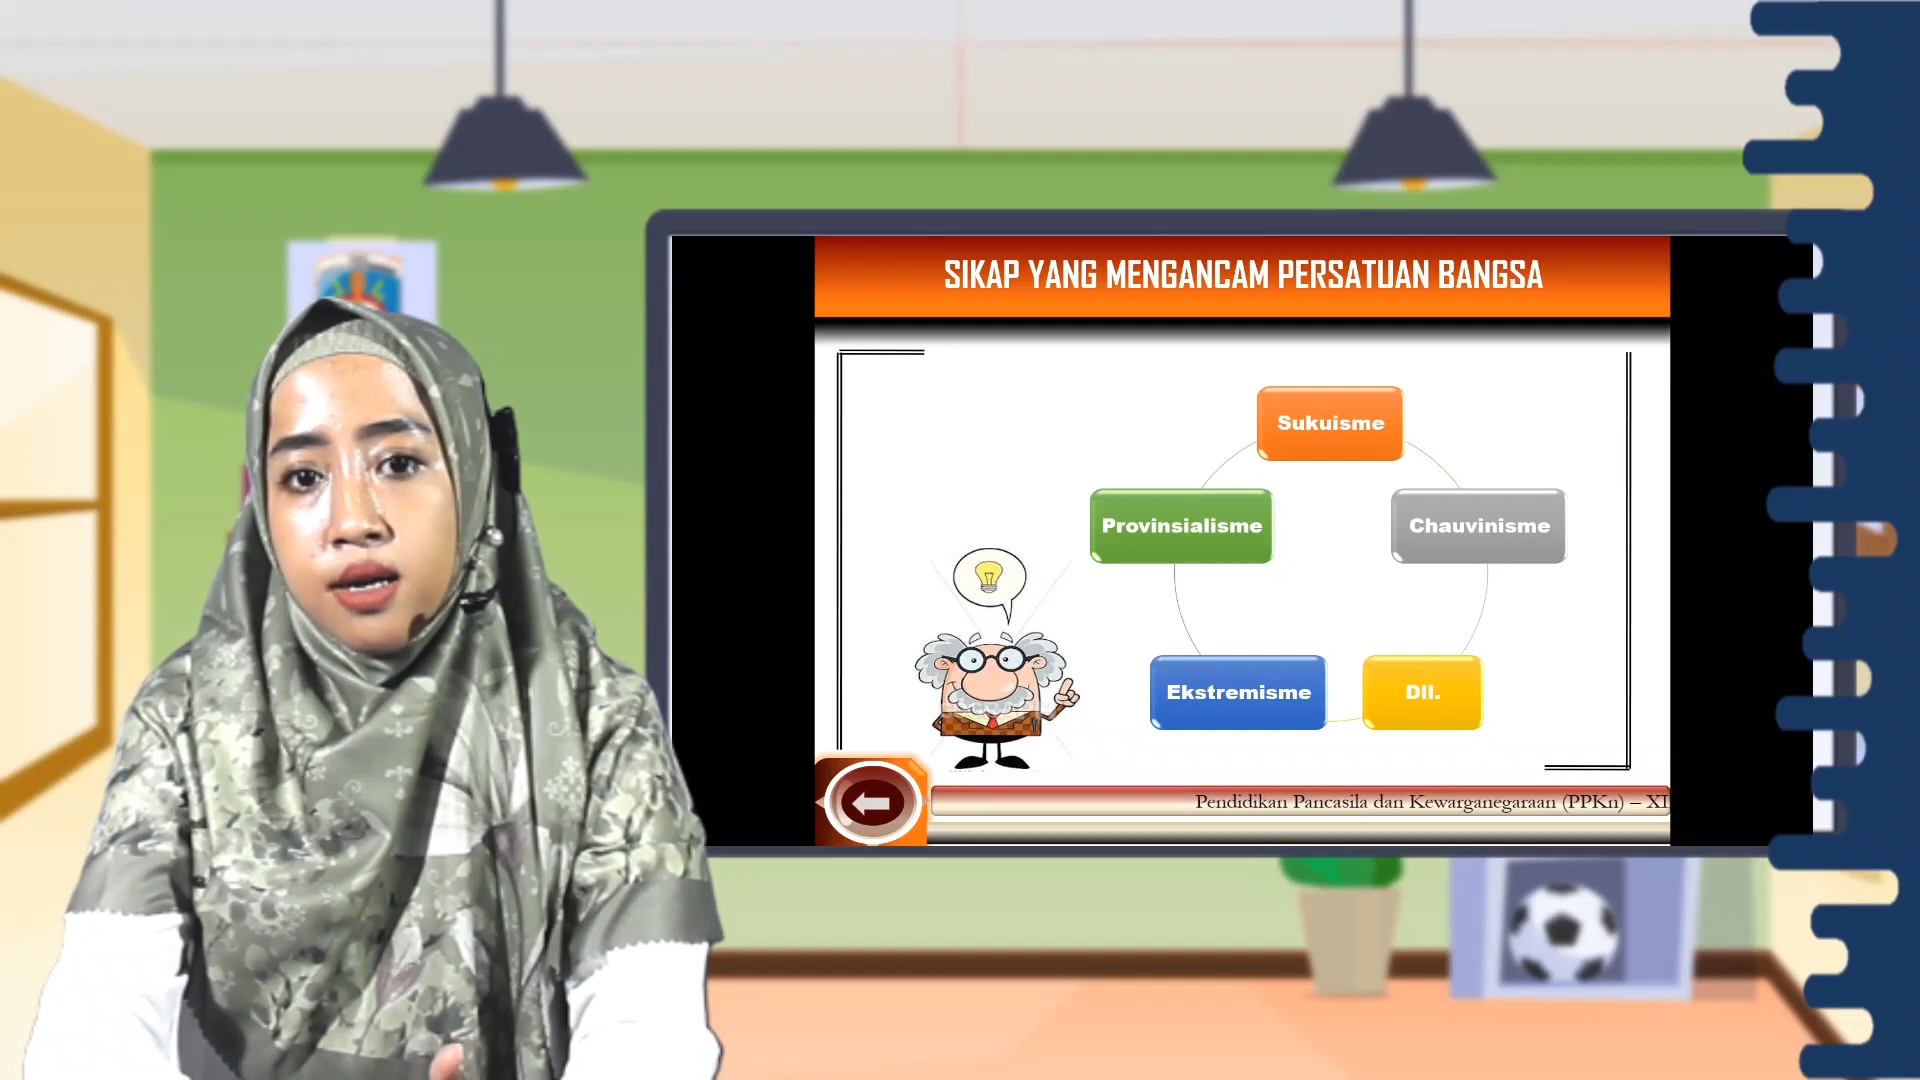 SIKAP YANG MENGANCAM PERSATUAN BANGSA
Sukuisme
Provinsialisme
Chauvinisme
Ekstremisme
Dll.
Pendidikan Pancasila dan Kewarganegaraan (PPKn) – XI